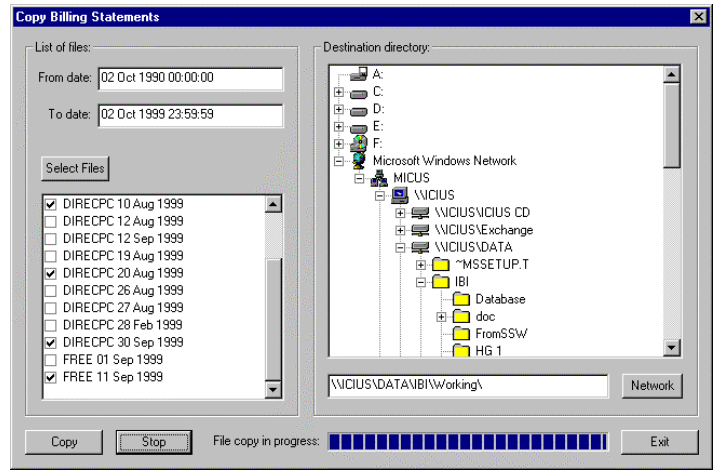 Copy Billing Statements
List of files:
From date: 02 Oct 1990 00:00:00
To date: 02 Oct 1999 23:59:59
Select Files
DIRECPC 10 Aug 1999
DIRECPC 12 Aug 1999
DIRECPC 12 Sep 1999
DIRECPC 19 Aug 1999
DIRECPC 20 Aug 1999
DIRECPC 26 Aug 1999
DIRECPC 27 Aug 1999
DIRECPC 28 Feb 1999
DIRECPC 30 Sep 1999
FREE 01 Sep 1999
FREE 11 Sep 1999
Destination directory:
A:
C:
D:
E:
F:
Microsoft Windows Network
MICUS
\\ICIUS
\\ICIUS\ICIUS CD
\\ICIUS\Exchange
\\ICIUS\DATA
~MSSETUP.T
IBI
Database
doc
FromSSW
HG 1
\\ICIUS\DATA\IBI\Working\
Network
Copy
Stop
File copy in progress:
Exit